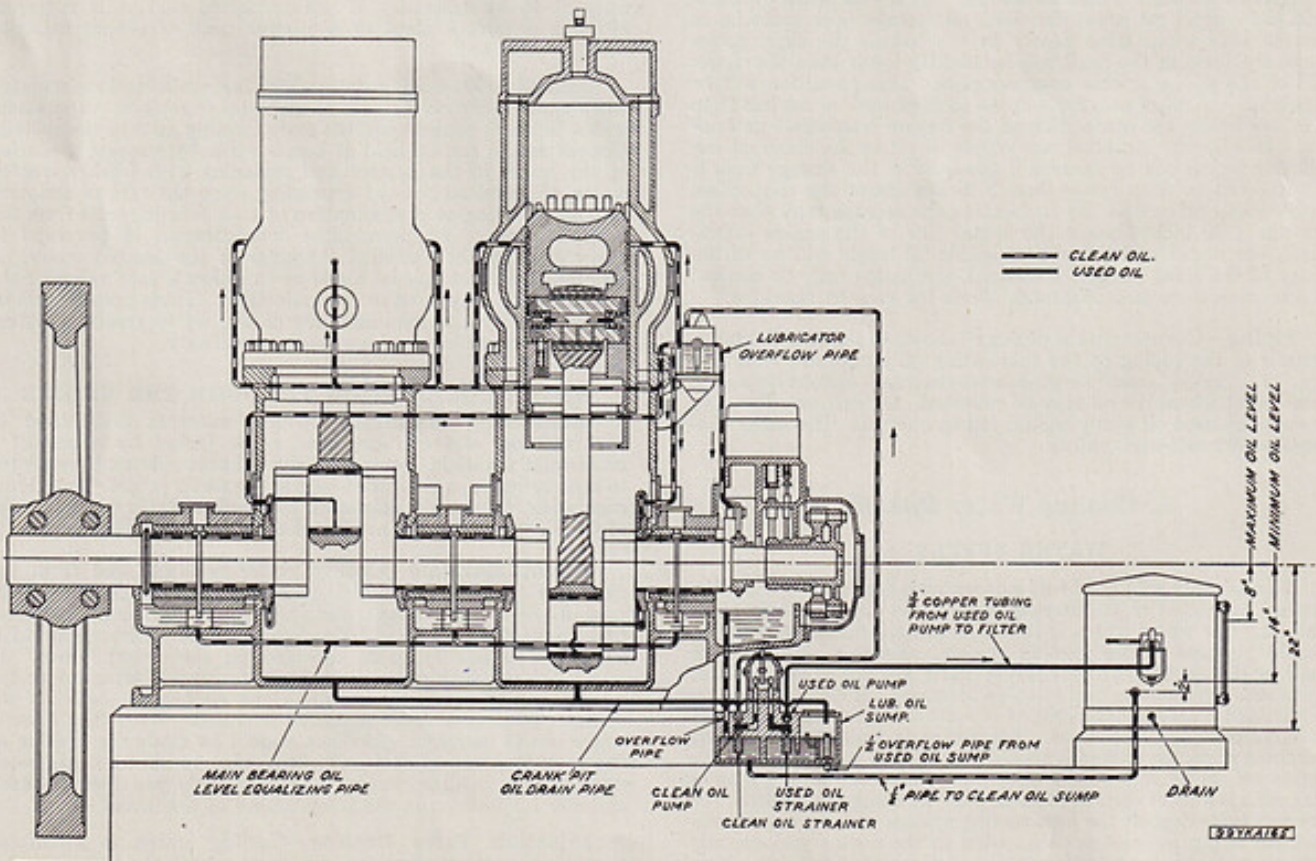 CLEAN OIL.
USED OIL
LUBRICATOR
OVERFLOW PIPE
MAXIMUM OIL LEVEL
MINIMUM OIL LEVEL
8"
14"
22"
½" COPPER TUBING
FROM USED OIL
PUMP TO FILTER
2"
USED OIL PUMP
LUB. OIL
SUMP.
OVERFLOW
PIPE
½" OVERFLOW PIPE FROM
USED OIL SUMP
MAIN BEARING OIL
LEVEL EQUALIZING PIPE
CRANK PIT
OIL DRAIN PIPE
CLEAN OIL
PUMP
USED OIL
STRAINER
CLEAN OIL STRAINER
PIPE TO CLEAN OIL SUMP
DRAIN